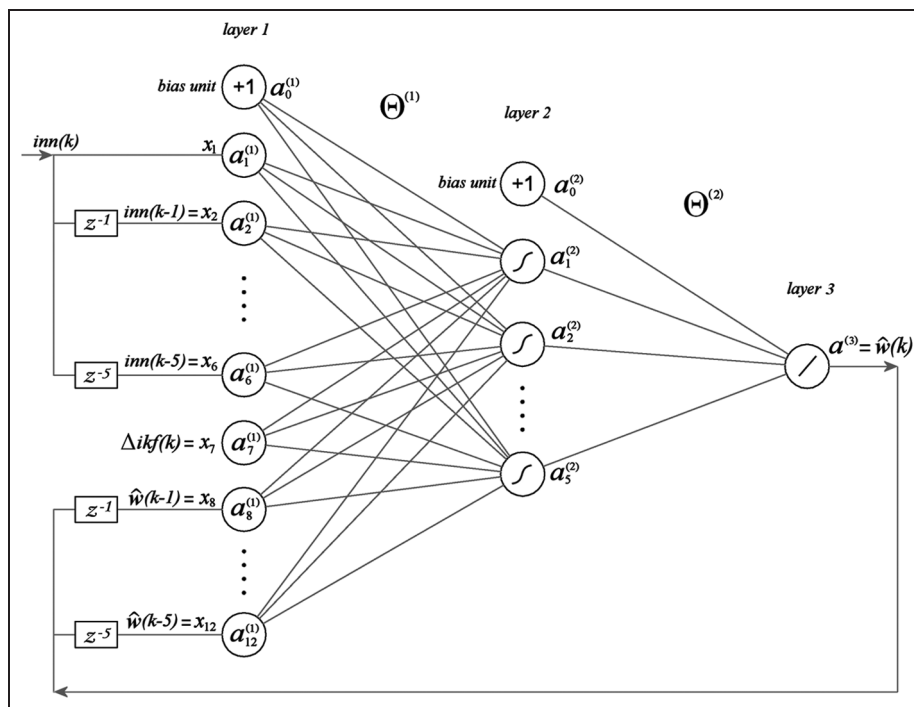 layer 1
bias unit +1 a₀⁽¹⁾
Θ⁽¹⁾
layer 2
inn(k) x₁ a₁⁽¹⁾
bias unit +1 a₀⁽²⁾
Θ⁽²⁾
z⁻¹ inn(k-1) = x₂ a₂⁽¹⁾
a₁⁽²⁾
layer 3
a₂⁽²⁾
a⁽³⁾ = ŵ(k)
z⁻⁵ inn(k-5) = x₆ a₆⁽¹⁾
Δikf(k) = x₇ a₇⁽¹⁾
a₅⁽²⁾
z⁻¹ ŵ(k-1) = x₈ a₈⁽¹⁾
z⁻⁵ ŵ(k-5) = x₁₂ a₁₂⁽¹⁾